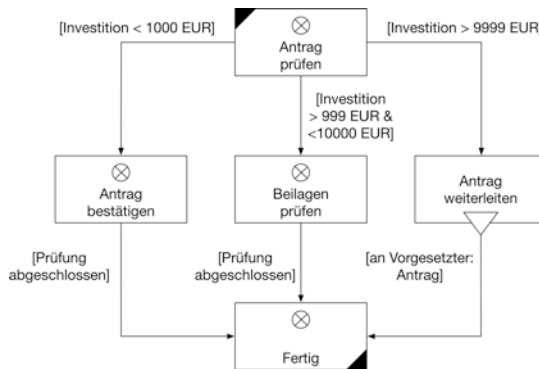 [Investition < 1000 EUR]
Antrag
prüfen
[Investition > 9999 EUR]
[Investition
> 999 EUR &
<10000 EUR]
Antrag
bestätigen
Beilagen
prüfen
Antrag
weiterleiten
[Prüfung
abgeschlossen]
[Prüfung
abgeschlossen]
[an Vorgesetzter:
Antrag]
Fertig